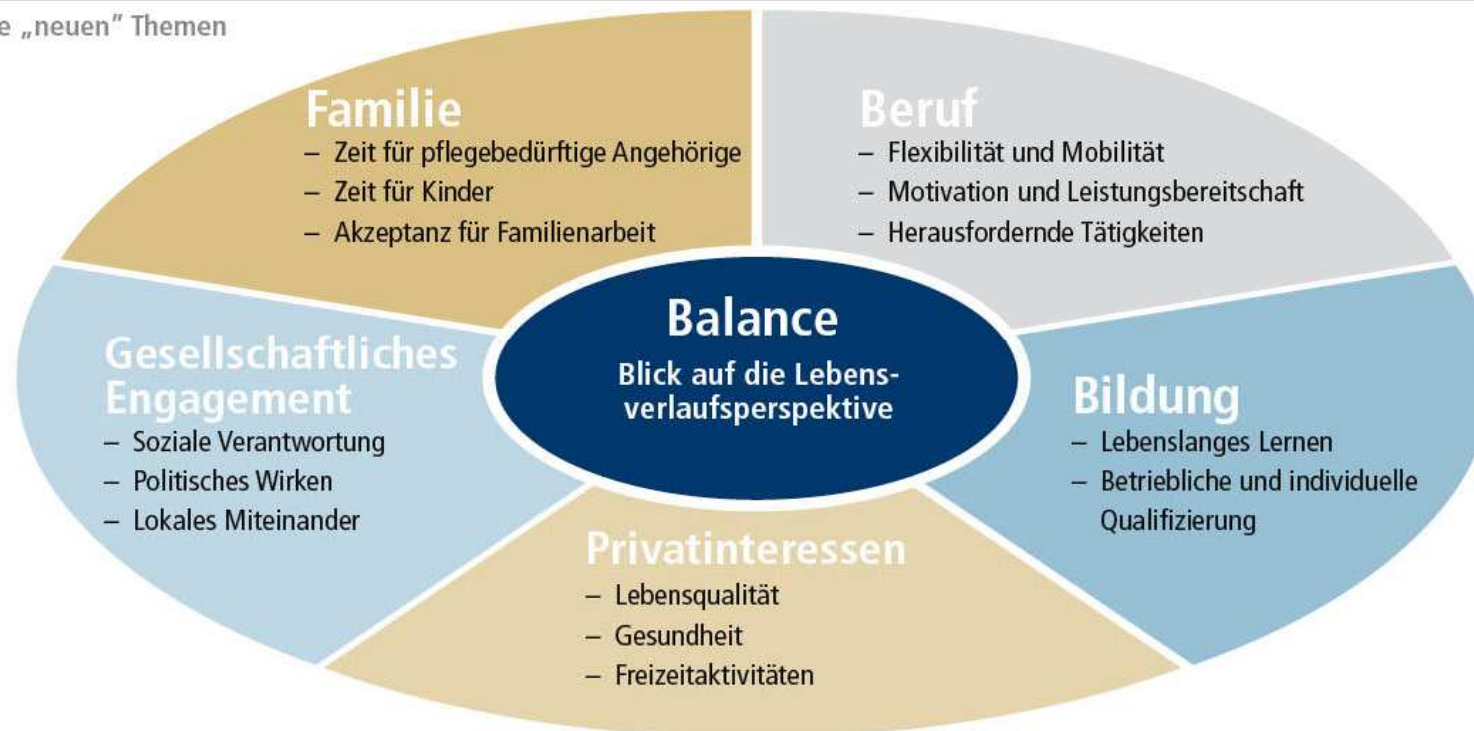 e „neuen” Themen
Familie
– Zeit für pflegebedürftige Angehörige
– Zeit für Kinder
– Akzeptanz für Familienarbeit
Beruf
– Flexibilität und Mobilität
– Motivation und Leistungsbereitschaft
– Herausfordernde Tätigkeiten
Balance
Blick auf die Lebens-
verlaufsperspektive
Gesellschaftliches
Engagement
– Soziale Verantwortung
– Politisches Wirken
– Lokales Miteinander
Bildung
– Lebenslanges Lernen
– Betriebliche und individuelle
Qualifizierung
Privatinteressen
– Lebensqualität
– Gesundheit
– Freizeitaktivitäten